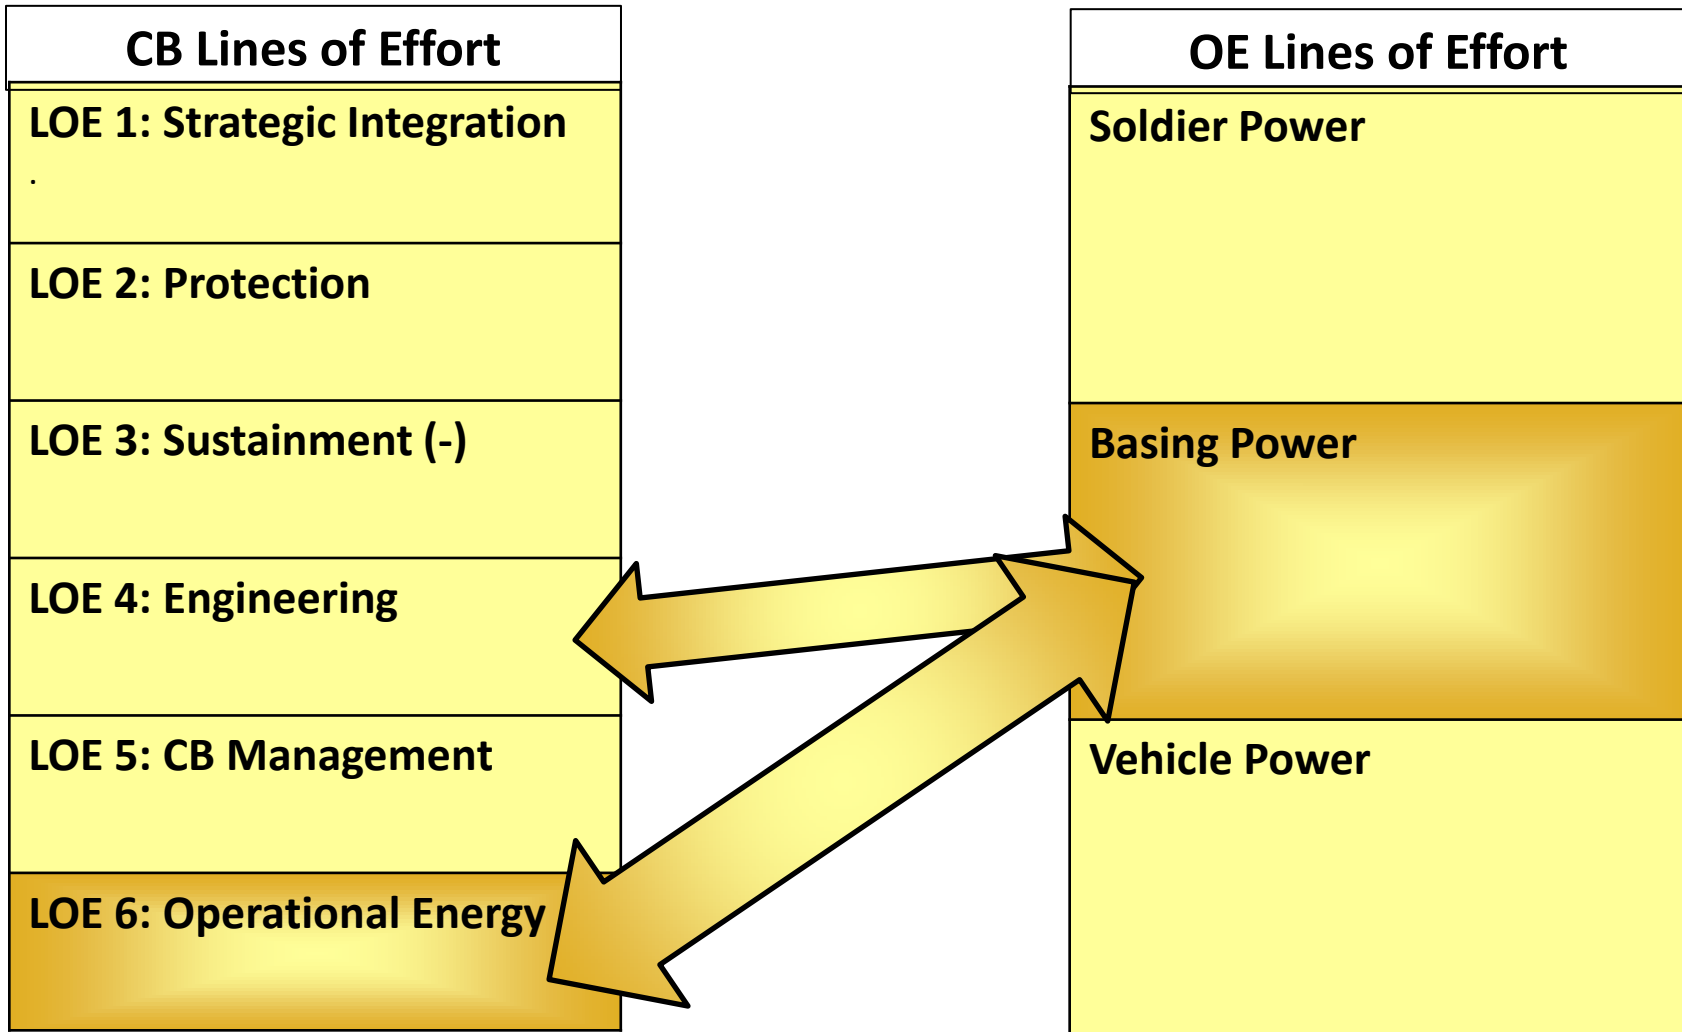 CB Lines of Effort
LOE 1: Strategic Integration
.
LOE 2: Protection
LOE 3: Sustainment (-)
LOE 4: Engineering
LOE 5: CB Management
LOE 6: Operational Energy
OE Lines of Effort
Soldier Power
Basing Power
Vehicle Power